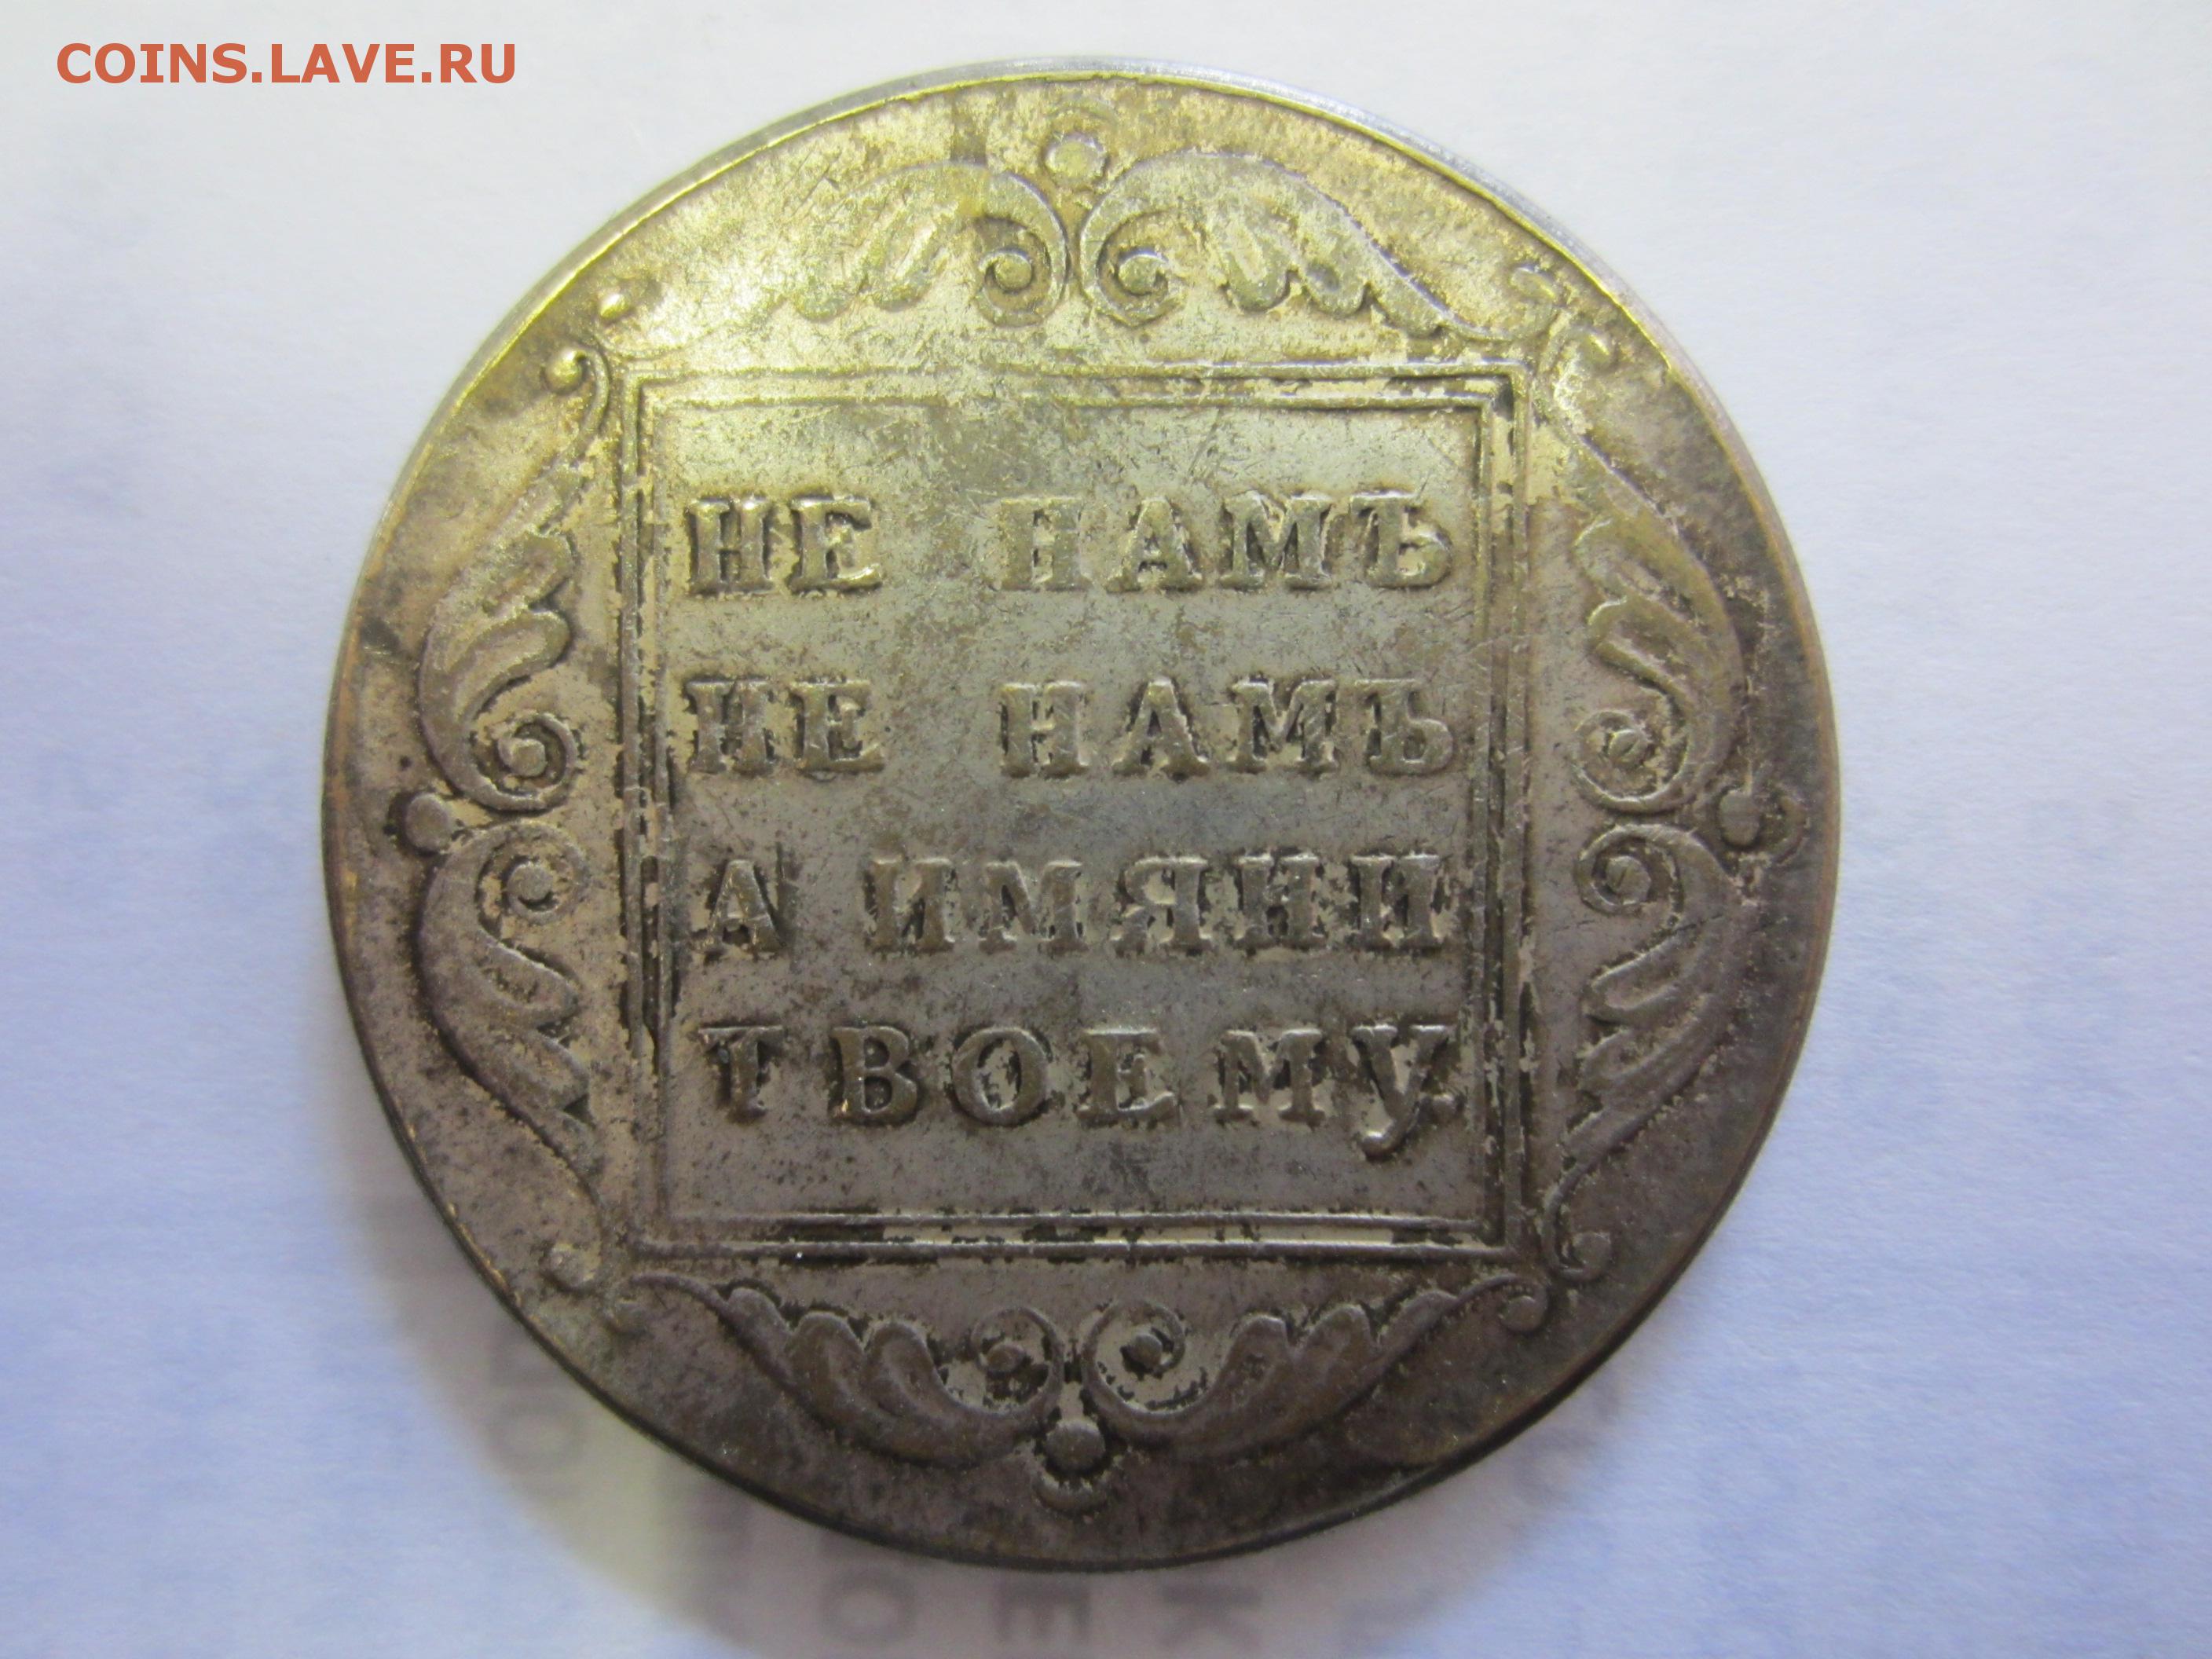 COINS.LAVE.RU
НЕ НАМЪ
НЕ НАМЪ
А ИМЯНИ
ТВОЕМУ.